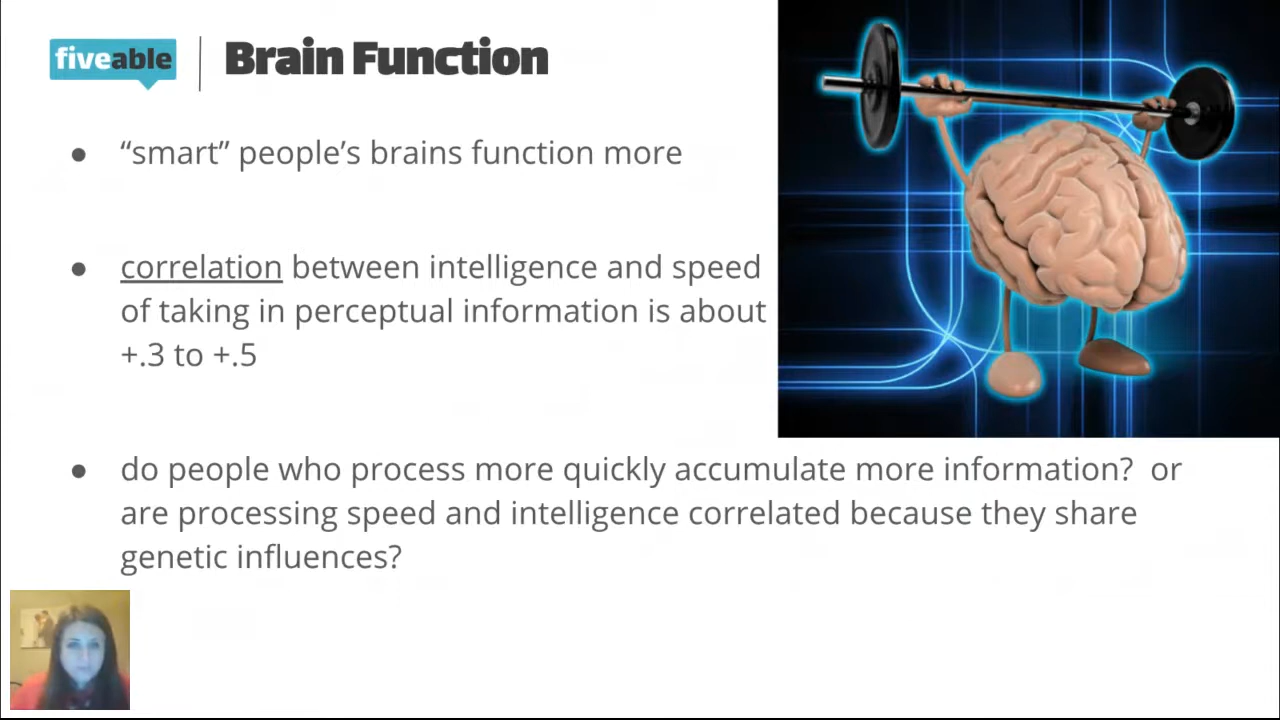 fiveable
Brain Function
● “smart” people’s brains function more
● correlation between intelligence and speed
of taking in perceptual information is about
+.3 to +.5
● do people who process more quickly accumulate more information?  or
are processing speed and intelligence correlated because they share
genetic influences?